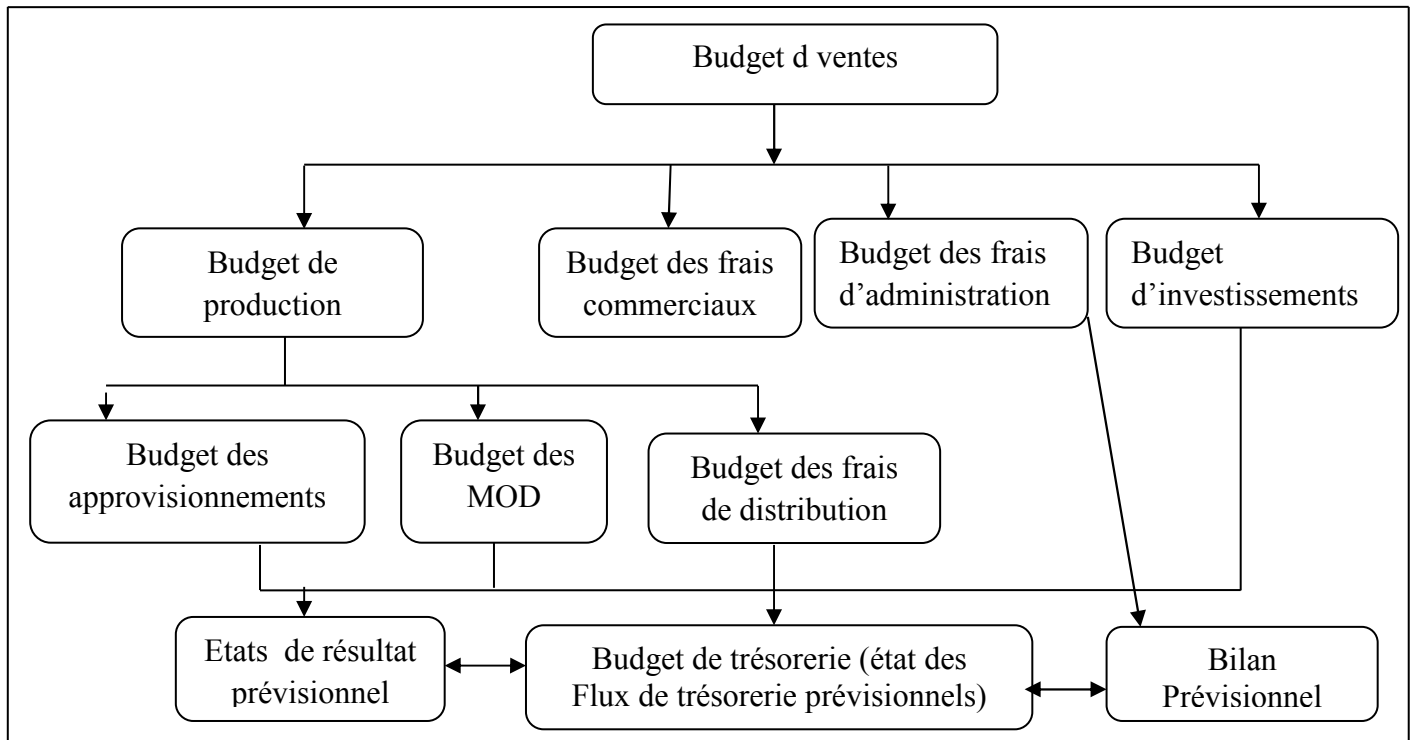 Budget d ventes
Budget de
production
Budget des frais
commerciaux
Budget des frais
d’administration
Budget
d’investissements
Budget des
approvisionnements
Budget des
MOD
Budget des frais
de distribution
Etats de résultat
prévisionnel
Budget de trésorerie (état des
Flux de trésorerie prévisionnels)
Bilan
Prévisionnel